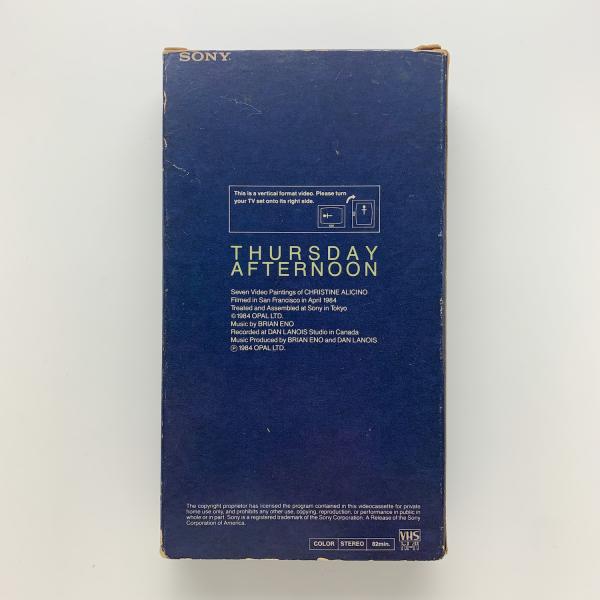 SONY
This is a vertical format video. Please turn
your TV set onto its right side.
THURSDAY
AFTERNOON
Seven Video Paintings of CHRISTINE ALICINO
Filmed in San Francisco in April 1984
Treated and Assembled at Sony in Tokyo
© 1984 OPAL LTD.
Music by BRIAN ENO
Recorded at DAN LANOIS Studio in Canada
Music Produced by BRIAN ENO and DAN LANOIS
℗ 1984 OPAL LTD.
The copyright proprietor has licensed the program contained in this videocassette for private
home use only, and prohibits any other use, copying, reproduction, or performance in public in
whole or part. Sony is a registered trademark of the Sony Corporation. A Release of the Sony
Corporation of America.
COLOR STEREO 82min.
VHS